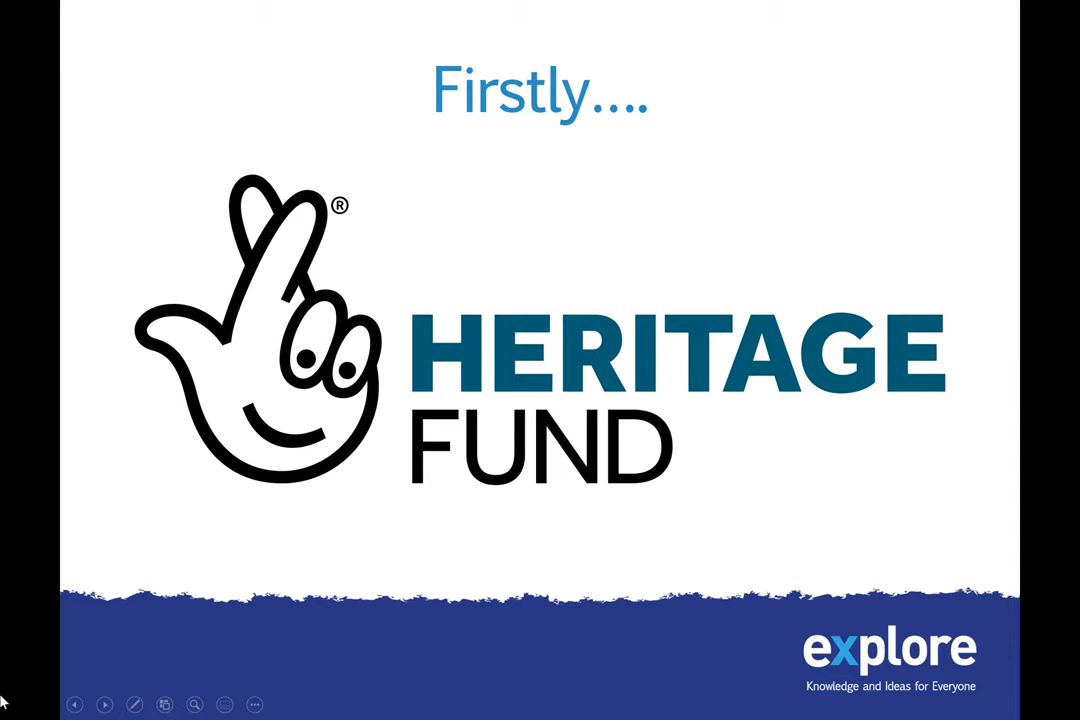 Firstly....
®
HERITAGE
FUND
explore
Knowledge and Ideas for Everyone